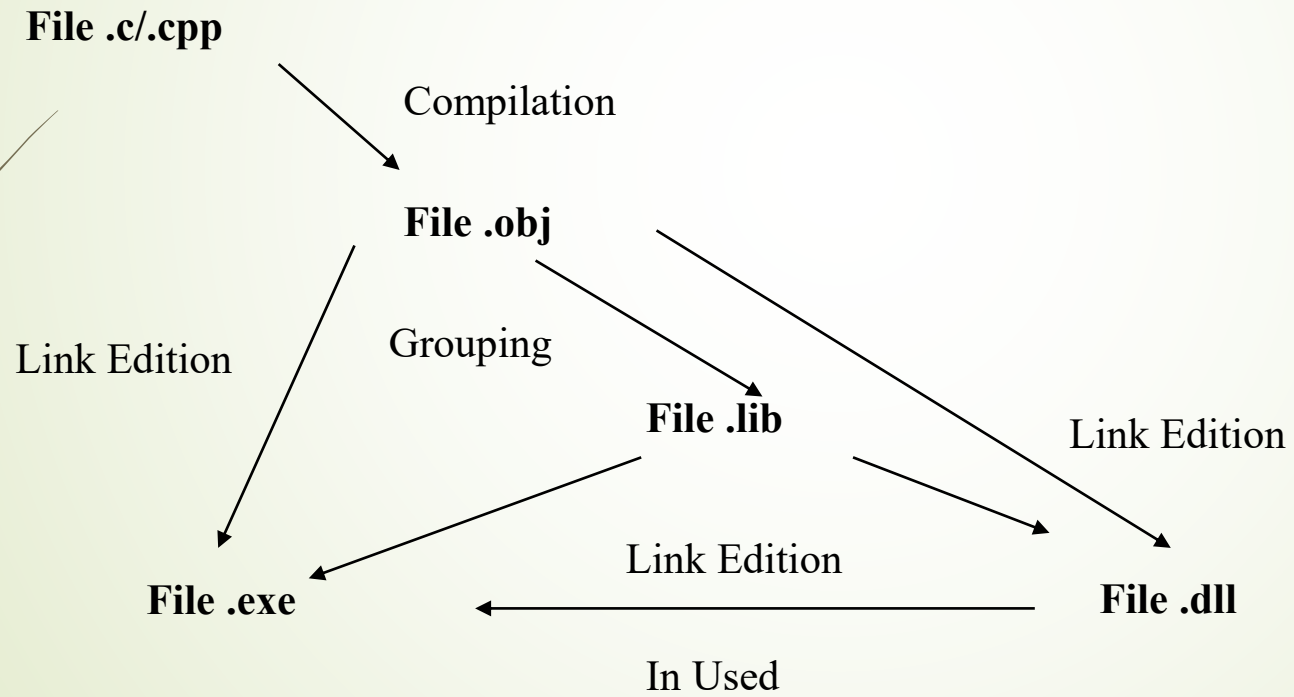 File .c/.cpp
Compilation
File .obj
Grouping
Link Edition
File .lib
Link Edition
Link Edition
File .exe
File .dll
In Used